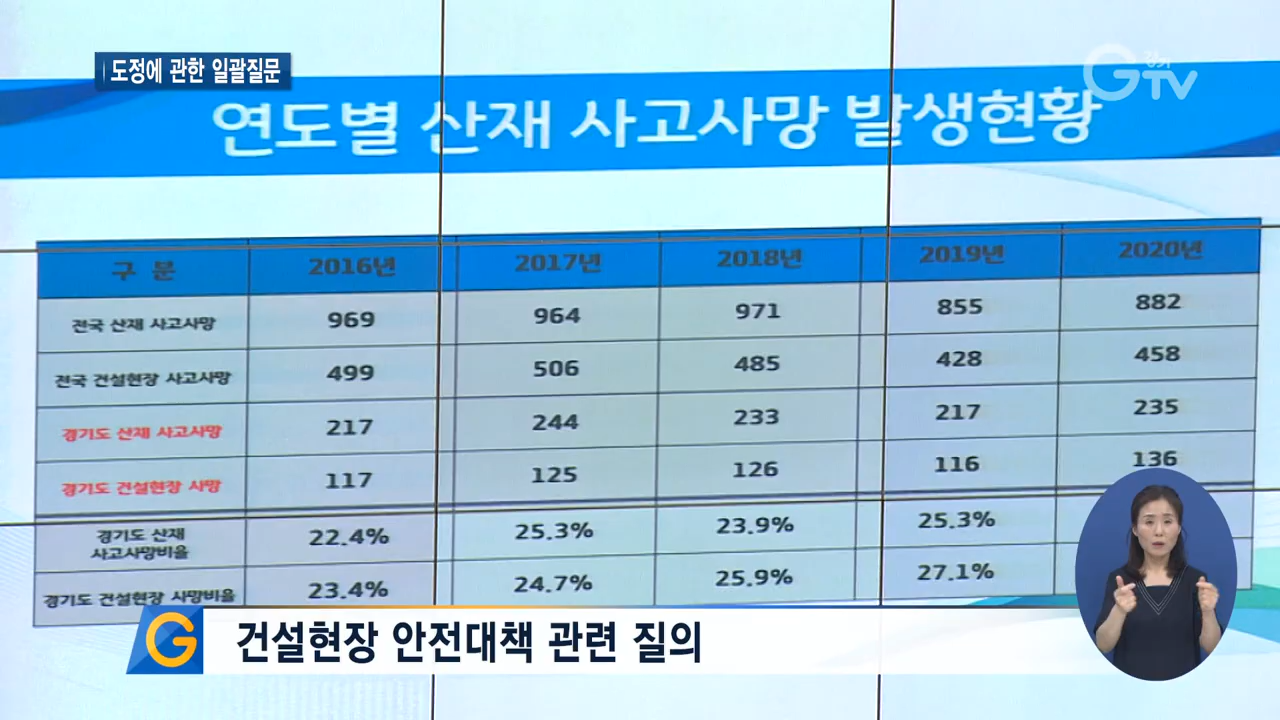 도정에 관한 일괄질문
경기
GTV
연도별 산재 사고사망 발생현황
구 분 2016년 2017년 2018년 2019년 2020년
전국 산재 사고사망 969 964 971 855 882
전국 건설현장 사고사망 499 506 485 428 458
경기도 산재 사고사망 217 244 233 217 235
경기도 건설현장 사망 117 125 126 116 136
경기도 산재
사고사망비율 22.4% 25.3% 23.9% 25.3%
경기도 건설현장 사망비율 23.4% 24.7% 25.9% 27.1%
G 건설현장 안전대책 관련 질의